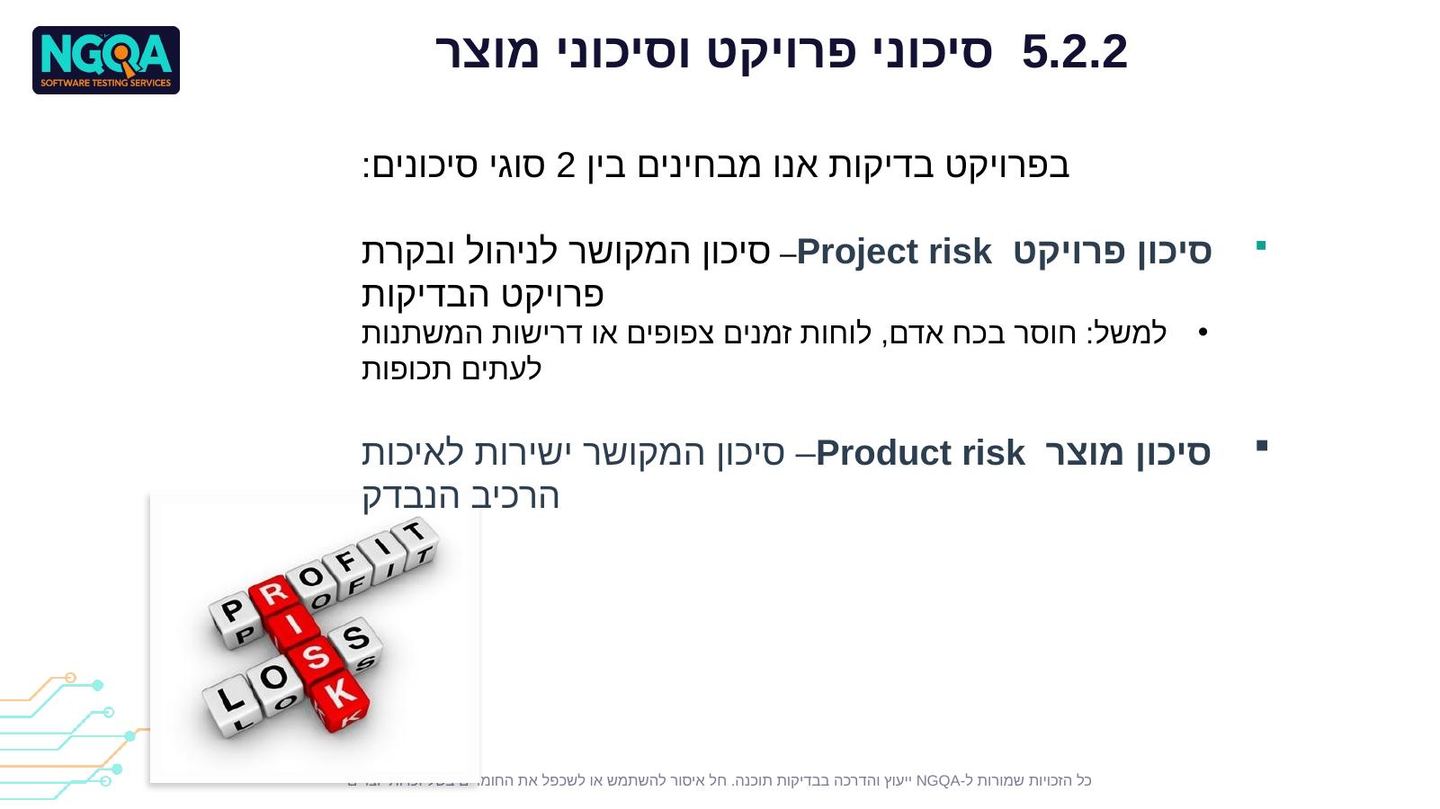 NGQA
SOFTWARE TESTING SERVICES
5.2.2 סיכוני פרויקט וסיכוני מוצר
בפרויקט בדיקות אנו מבחינים בין 2 סוגי סיכונים:
סיכון פרויקט Project risk– סיכון המקושר לניהול ובקרת
פרויקט הבדיקות
• למשל: חוסר בכח אדם, לוחות זמנים צפופים או דרישות המשתנות
לעתים תכופות
סיכון מוצר Product risk– סיכון המקושר ישירות לאיכות
הרכיב הנבדק
PROFIT
RISK
LOSS
כל הזכויות שמורות ל-NGQA ייעוץ והדרכה בבדיקות תוכנה. חל איסור להשתמש או לשכפל את